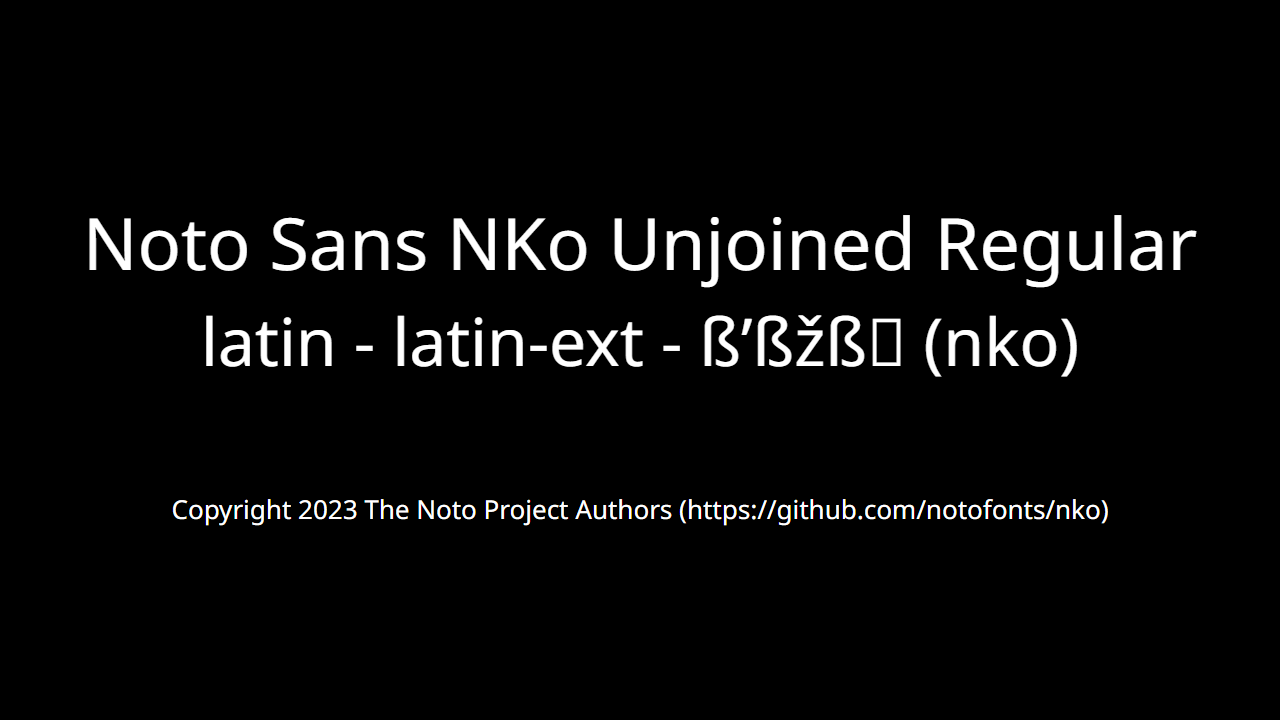 Noto Sans NKo Unjoined Regular
latin - latin-ext - ß’ßžß▯ (nko)
Copyright 2023 The Noto Project Authors (https://github.com/notofonts/nko)